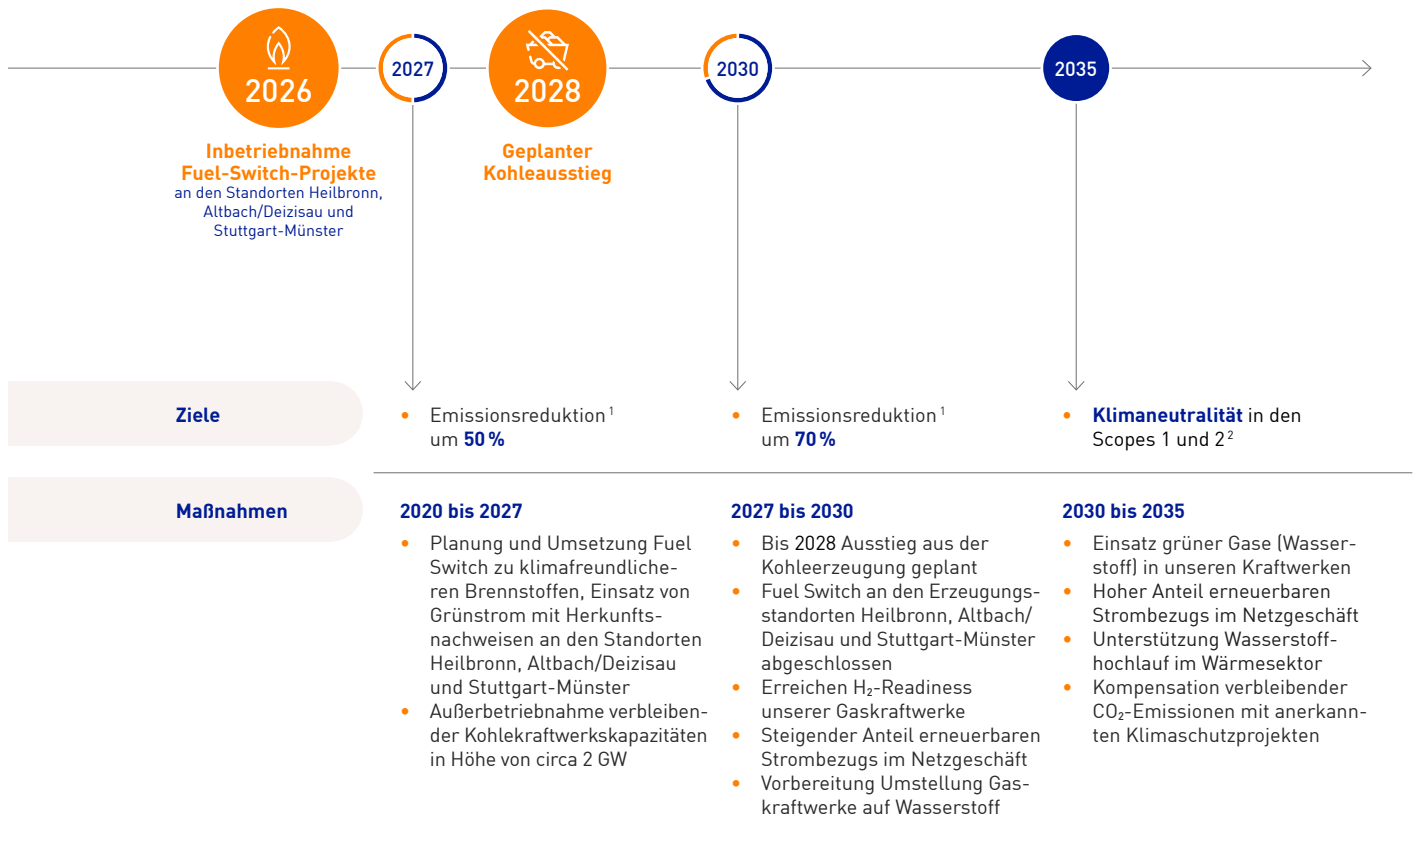 2026
2027
2028
2030
2035
Inbetriebnahme
Fuel-Switch-Projekte
an den Standorten Heilbronn,
Altbach/Deizisau und
Stuttgart-Münster
Geplanter
Kohleausstieg
Ziele
• Emissionsreduktion¹
um 50 %
• Emissionsreduktion¹
um 70 %
• Klimaneutralität in den
Scopes 1 und 2²
Maßnahmen
2020 bis 2027
• Planung und Umsetzung Fuel
Switch zu klimafreundliche-
ren Brennstoffen, Einsatz von
Grünstrom mit Herkunfts-
nachweisen an den Standorten
Heilbronn, Altbach/Deizisau
und Stuttgart-Münster
• Außerbetriebnahme verbleiben-
der Kohlekraftwerkskapazitäten
in Höhe von circa 2 GW
2027 bis 2030
• Bis 2028 Ausstieg aus der
Kohleerzeugung geplant
• Fuel Switch an den Erzeugungs-
standorten Heilbronn, Altbach/
Deizisau und Stuttgart-Münster
abgeschlossen
• Erreichen H₂-Readiness
unserer Gaskraftwerke
• Steigender Anteil erneuerbaren
Strombezugs im Netzgeschäft
• Vorbereitung Umstellung Gas-
kraftwerke auf Wasserstoff
2030 bis 2035
• Einsatz grüner Gase (Wasser-
stoff) in unseren Kraftwerken
• Hoher Anteil erneuerbaren
Strombezugs im Netzgeschäft
• Unterstützung Wasserstoff-
hochlauf im Wärmesektor
• Kompensation verbleibender
CO₂-Emissionen mit anerkann-
ten Klimaschutzprojekten